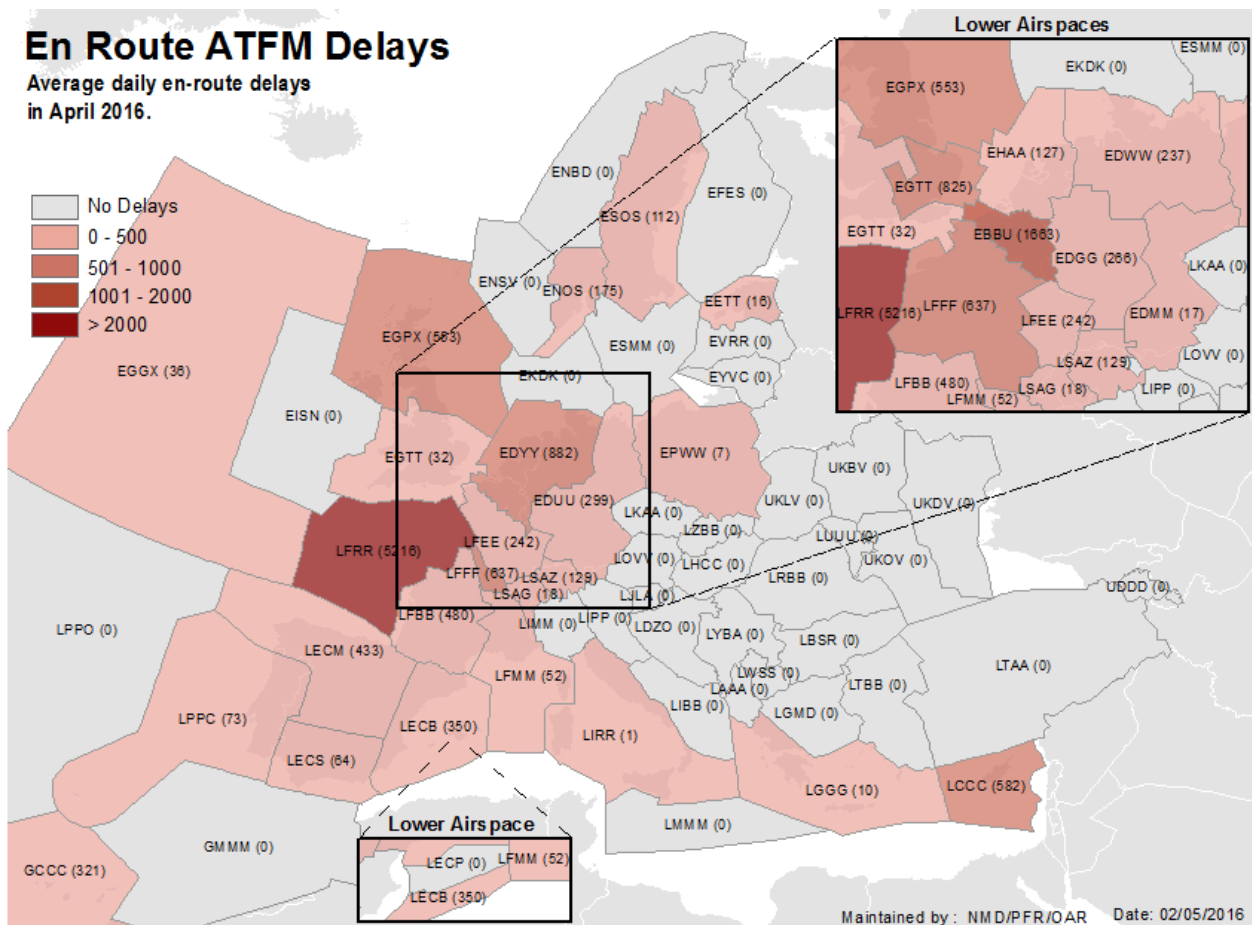 En Route ATFM Delays
Average daily en-route delays
in April 2016.
No Delays
0 - 500
501 - 1000
1001 - 2000
> 2000
Lower Airspaces
ESMM (0)
EKDK (0)
EGPX (553)
EHAA (127)
EDWW (237)
EGTT (825)
EGTT (32)
EBBU (1663)
EDGG (266)
LKAA (0)
LFRR (5216)
LFFF (637)
LFEE (242)
EDMM (17)
LSAZ (129)
LOVV (0)
LFBB (480)
LSAG (18)
LIPP (0)
LFMM (52)
ENBD (0)
EFES (0)
ESOS (112)
ENSV (0)
ENOS (175)
EETT (16)
EGPX (553)
ESMM (0)
EVRR (0)
EGGX (36)
EKDK (0)
EYVC (0)
EISN (0)
EGTT (32)
EDYY (882)
EPWW (7)
UKBV (0)
EDUU (299)
UKLV (0)
UKDV (0)
LKAA (0)
LZBB (0)
LFRR (5216)
LFEE (242)
LUUU (0)
LOVV (0)
LHCC (0)
UKOV (0)
LFFF (637)
LSAZ (129)
LRBB (0)
LSAG (18)
LJLA (0)
UDDD (0)
LFBB (480)
LIMM (0)
LIPP (0)
LDZO (0)
LYBA (0)
LBSR (0)
LPPO (0)
LECM (433)
LTAA (0)
LFMM (52)
LWSS (0)
LAAA (0)
LTBB (0)
LIBB (0)
LGMD (0)
LPPC (73)
LECB (350)
LIRR (1)
LECS (64)
LGGG (10)
LCCC (582)
Lower Airspace
LMMM (0)
GMMM (0)
LECP (0)
LFMM (52)
GCCC (321)
LECB (350)
Maintained by : NMD/PFR/OAR Date: 02/05/2016